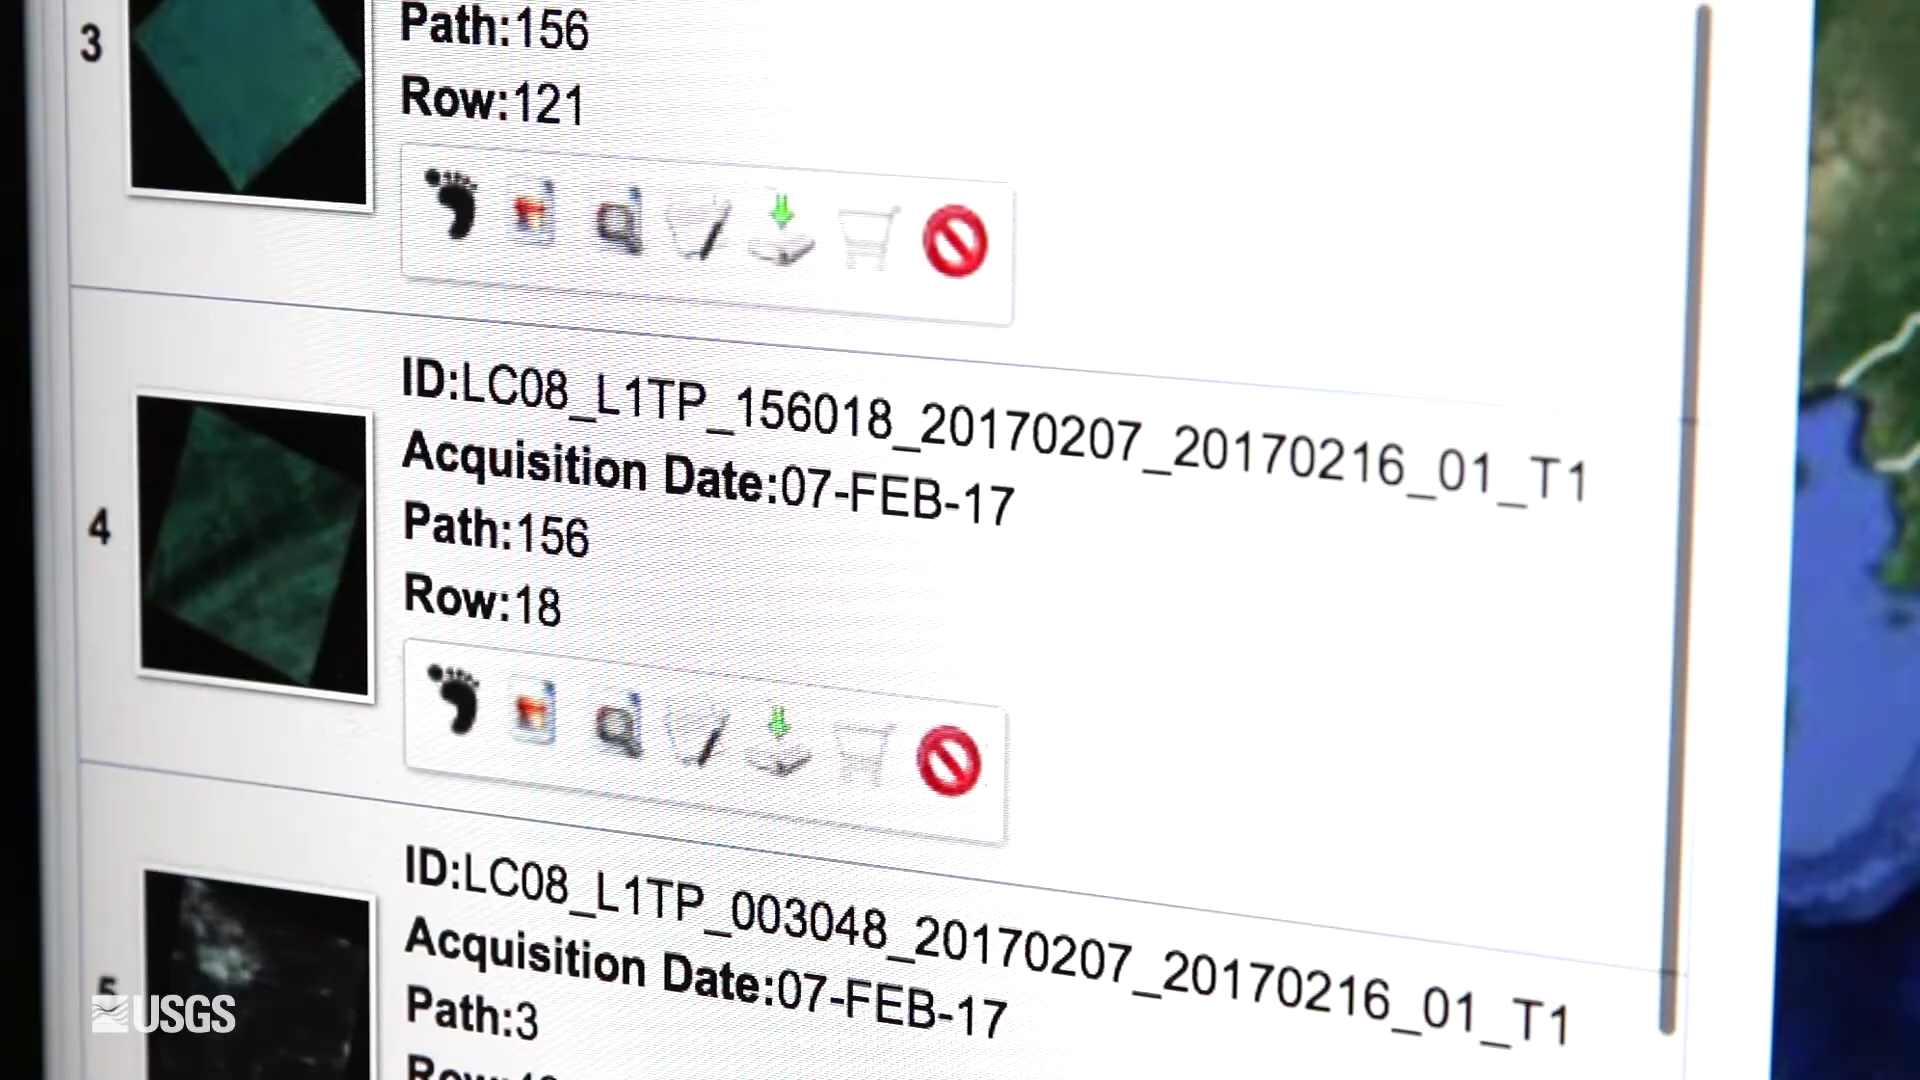 3
Path:156
Row:121
4
ID:LC08_L1TP_156018_20170207_20170216_01_T1
Acquisition Date:07-FEB-17
Path:156
Row:18
5
ID:LC08_L1TP_003048_20170207_20170216_01_T1
Acquisition Date:07-FEB-17
Path:3
USGS